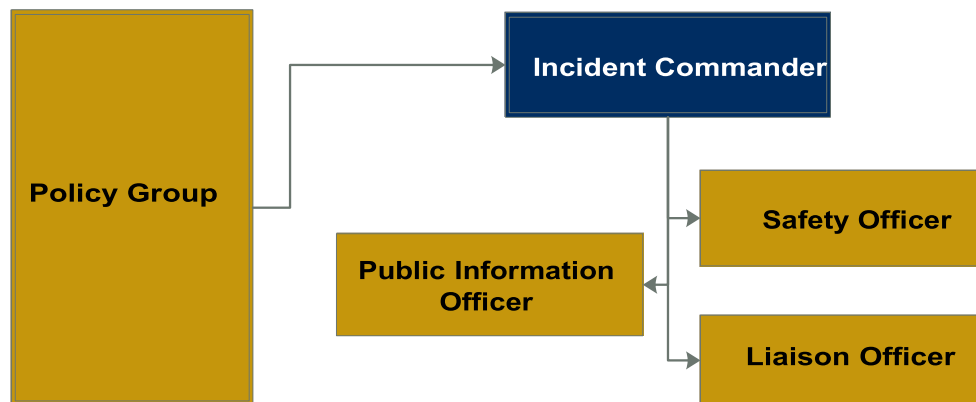 Incident Commander
Policy Group
Safety Officer
Public Information
Officer
Liaison Officer